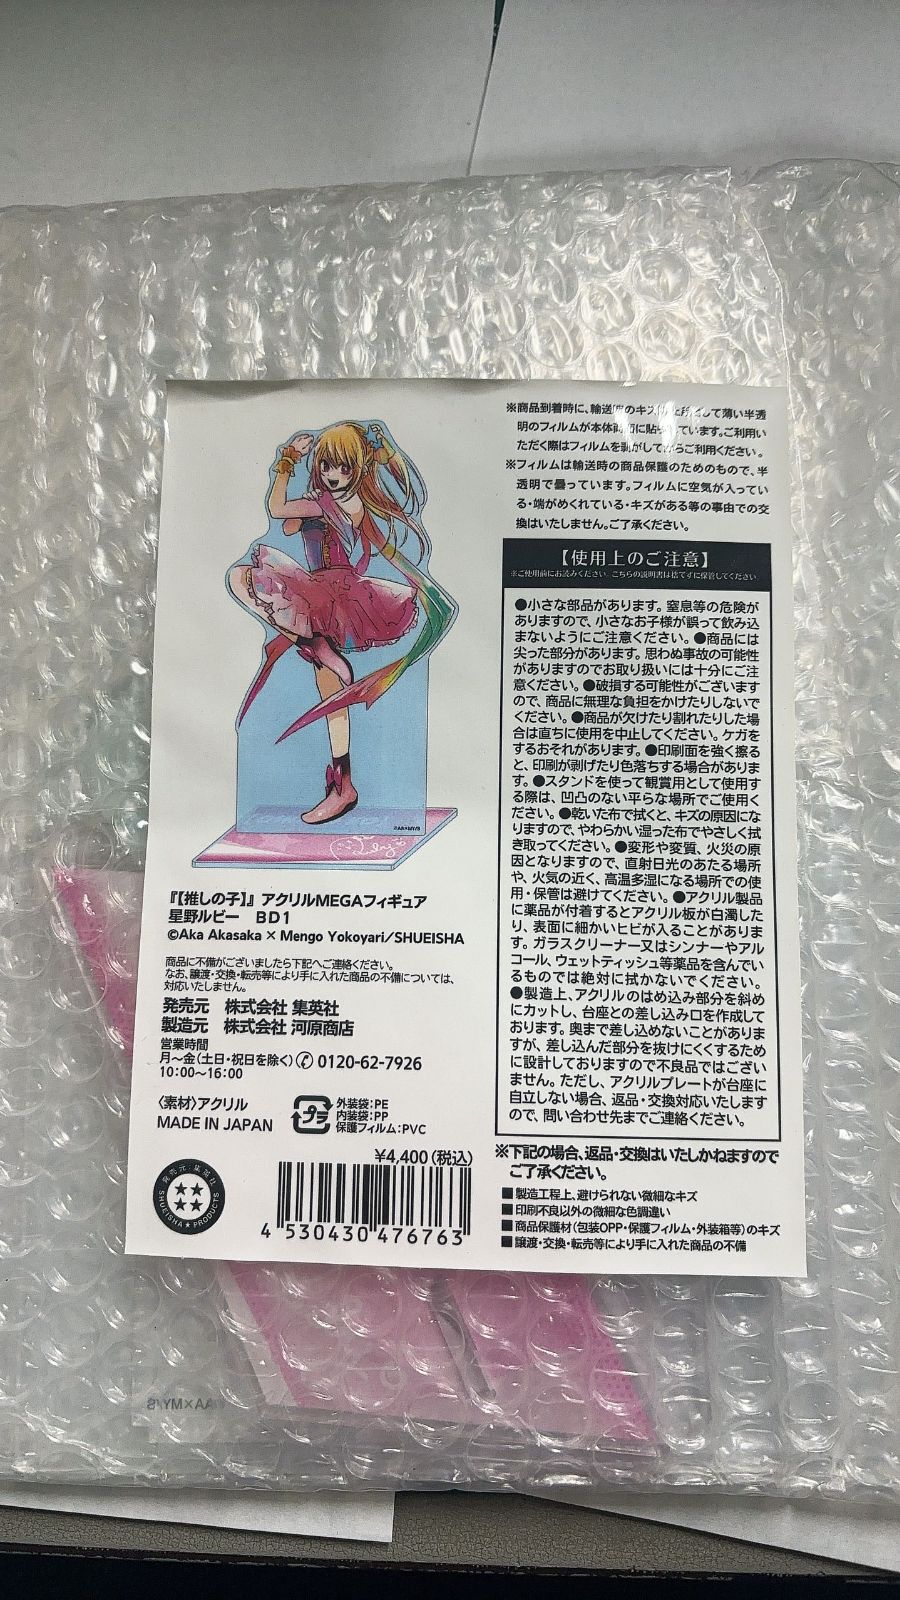 ※商品到着時に、輸送時のキズ防止として薄い半透
明のフィルムが本体両面に貼られています。ご利用い
ただく際はフィルムを剥がしてからご利用ください。
※フィルムは輸送時の商品保護のためのもので、半
透明で曇っています。フィルムに空気が入ってい
る・端がめくれている・キズがある等の事由での交
換はいたしません。ご了承ください。
【使用上のご注意】
※ご使用前にお読みください。こちらの説明書は捨てずに保管してください。
●小さな部品があります。窒息等の危険が
ありますので、小さなお子様が誤って飲み込
まないようにご注意ください。●商品には
尖った部分があります。思わぬ事故の可能性
がありますのでお取り扱いには十分にご注
意ください。●破損する可能性がございます
ので、商品に無理な負担をかけたりしないで
ください。●商品が欠けたり割れたりした場
合は直ちに使用を中止してください。ケガを
するおそれがあります。●印刷面を強く擦る
と、印刷が剥げたり色落ちする場合がありま
す。●スタンドを使って観賞用として使用す
る際は、凹凸のない平らな場所でご使用く
ださい。●乾いた布で拭くと、キズの原因にな
りますので、やわらかい湿った布でやさしく拭
き取ってください。●変形や変質、火災の原
因となりますので、直射日光のあたる場所
や、火気の近く、高温多湿になる場所での使
用・保管は避けてください。●アクリル製品
に薬品が付着するとアクリル板が白濁した
り、表面に細かいヒビが入ることがありま
す。ガラスクリーナー又はシンナーやアル
コール、ウェットティッシュ等薬品を含んでい
るものでは絶対に拭かないでください。
●製造上、アクリルのはめ込み部分を斜め
にカットし、台座との差し込み口を作成して
おります。奥まで差し込めないことがありま
すが、差し込んだ部分を抜けにくくするため
に設計しておりますので不良品ではござい
ません。ただし、アクリルプレートが台座に
自立しない場合、返品・交換対応いたします
ので、問い合わせ先までご連絡ください。
※下記の場合、返品・交換はいたしかねますので
ご了承ください。
■製造工程上、避けられない微細なキズ
■印刷不良以外の微細な色調違い
■商品保護材(包装OPP・保護フィルム・外装箱等)のキズ
■譲渡・交換・転売等により手に入れた商品の不備
『【推しの子】』アクリルMEGAフィギュア
星野ルビー BD1
©Aka Akasaka × Mengo Yokoyari/SHUEISHA
商品に不備がございましたら下記へご連絡ください。
なお、譲渡・交換・転売等により手に入れた商品の不備については、
対応いたしません。
発売元 株式会社 集英社
製造元 株式会社 河原商店
営業時間
月〜金(土日・祝日を除く) 0120-62-7926
10:00〜16:00
〈素材〉アクリル
MADE IN JAPAN
プラ
外装袋:PE
内装袋:PP
保護フィルム:PVC
¥4,400(税込)
発売元:集英社
SHUEISHA★PRODUCTS
4 530430 476763